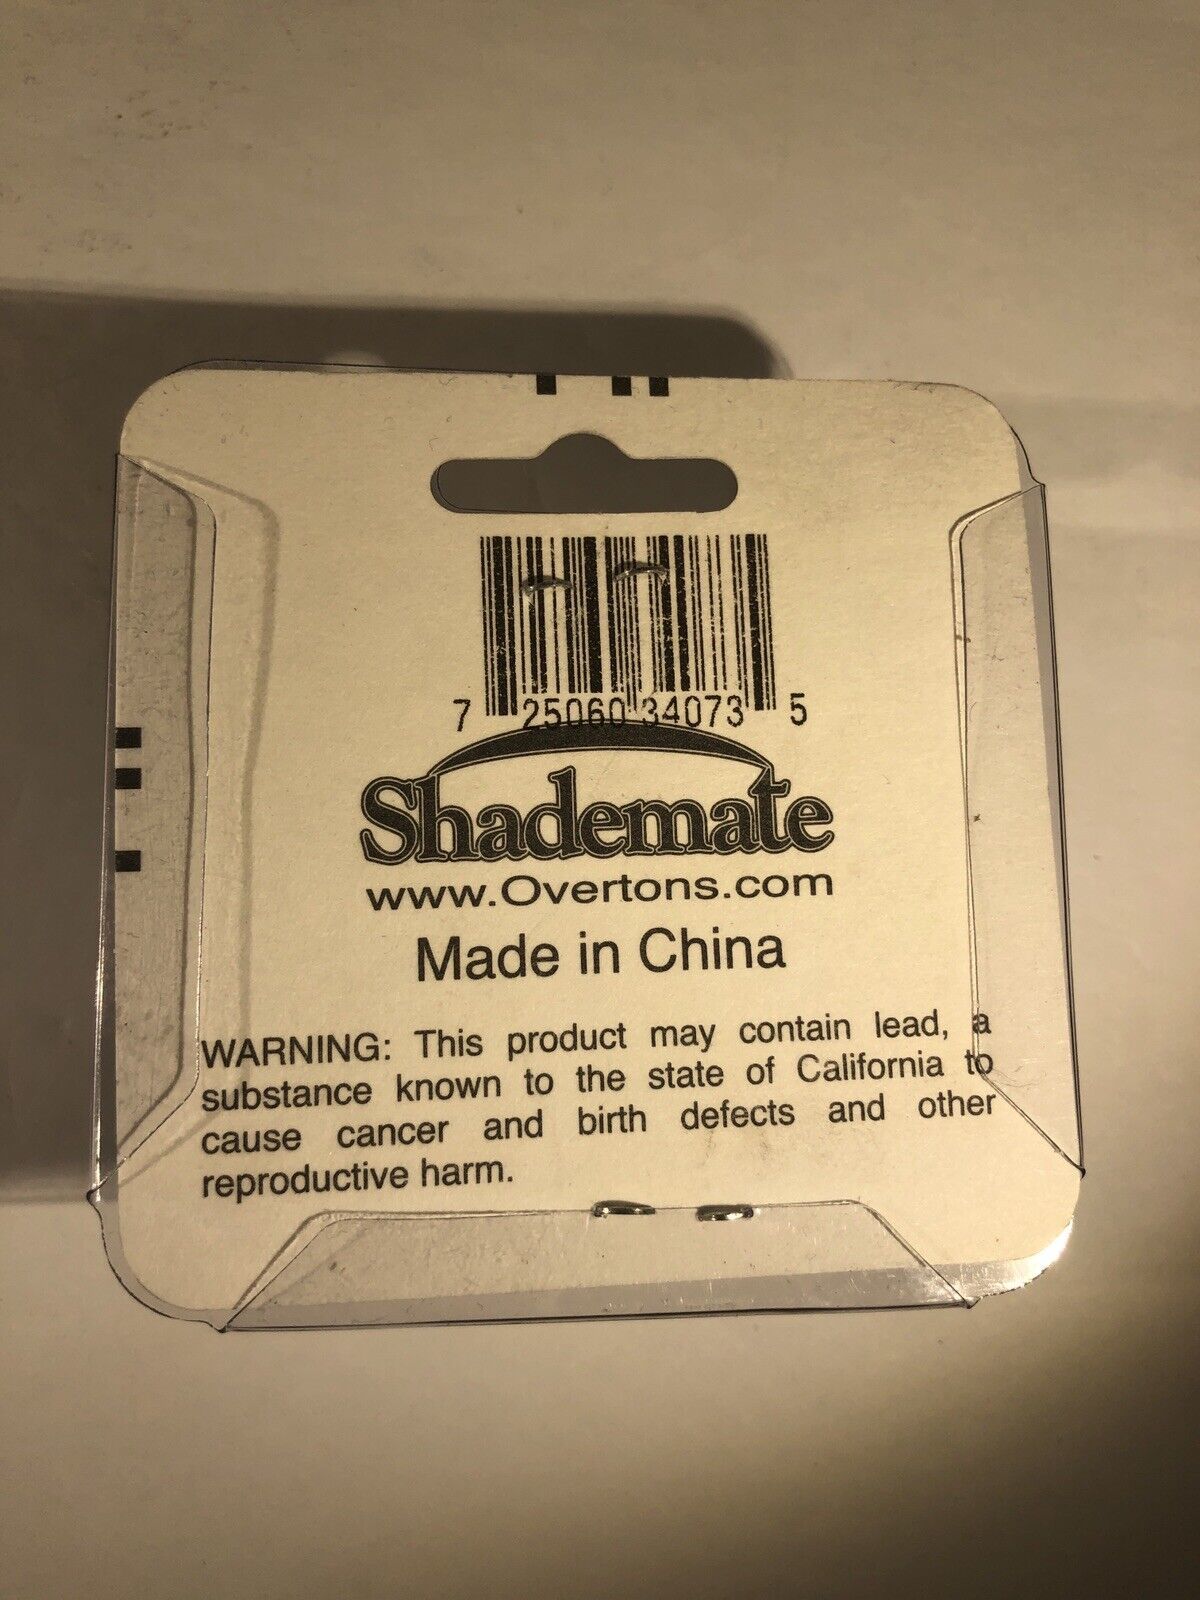 7 25060 34073 5
Shademate
www.Overtons.com
Made in China
WARNING: This product may contain lead, a
substance known to the state of California to
cause cancer and birth defects and other
reproductive harm.